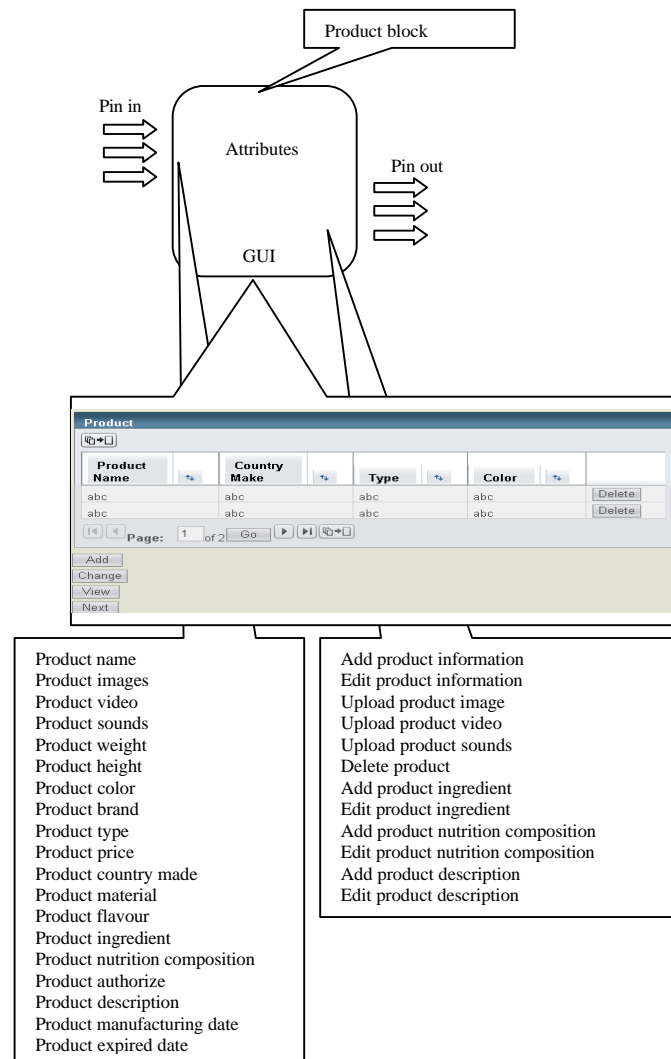 Product block
Pin in
Attributes
Pin out
GUI
Product
Product Name Country Make Type Color
abc abc abc abc Delete
abc abc abc abc Delete
Page: 1 of 2 Go
Add
Change
View
Next
Product name
Product images
Product video
Product sounds
Product weight
Product height
Product color
Product brand
Product type
Product price
Product country made
Product material
Product flavour
Product ingredient
Product nutrition composition
Product authorize
Product description
Product manufacturing date
Product expired date
Add product information
Edit product information
Upload product image
Upload product video
Upload product sounds
Delete product
Add product ingredient
Edit product ingredient
Add product nutrition composition
Edit product nutrition composition
Add product description
Edit product description